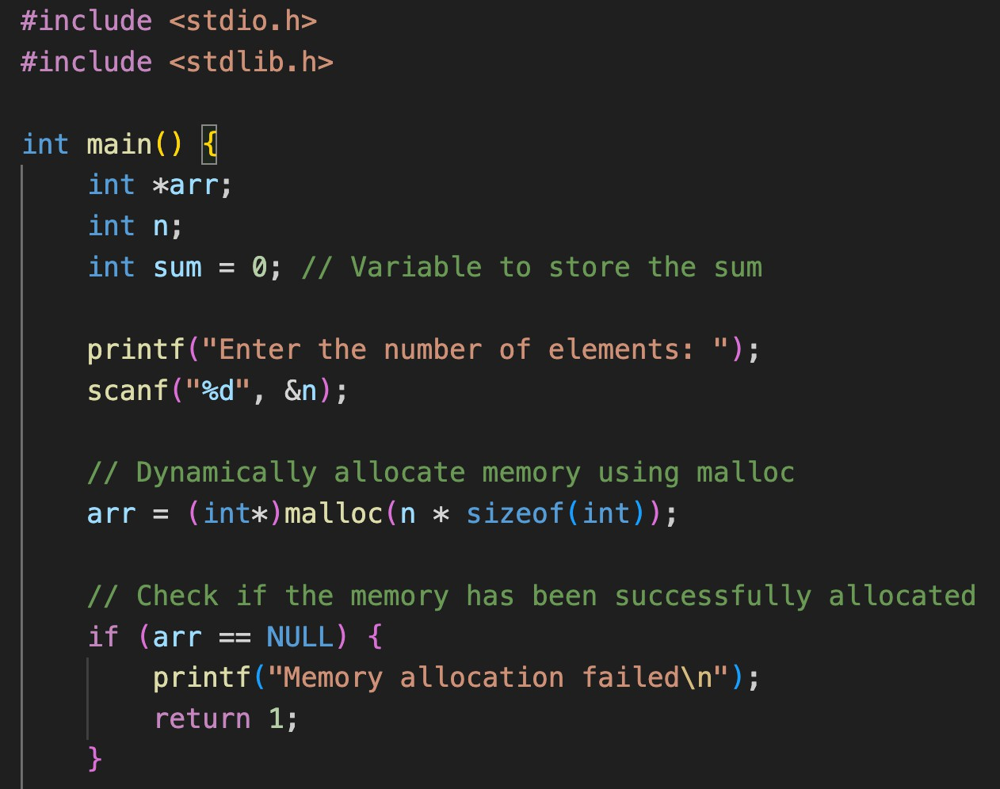 #include <stdio.h>
#include <stdlib.h>
int main() {
int *arr;
int n;
int sum = 0; // Variable to store the sum
printf("Enter the number of elements: ");
scanf("%d", &n);
// Dynamically allocate memory using malloc
arr = (int*)malloc(n * sizeof(int));
// Check if the memory has been successfully allocated
if (arr == NULL) {
printf("Memory allocation failed\n");
return 1;
}